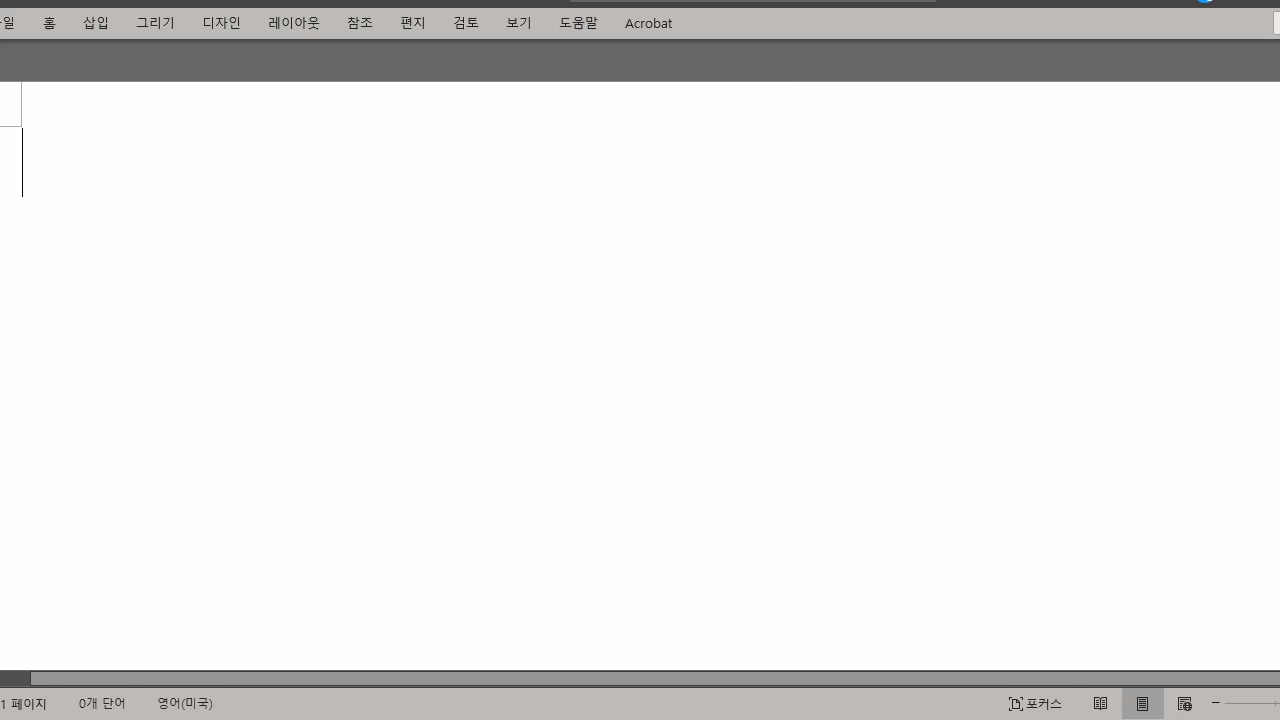 일 홈 삽입 그리기 디자인 레이아웃 참조 편지 검토 보기 도움말 Acrobat
1 페이지 0개 단어 영어(미국) 포커스